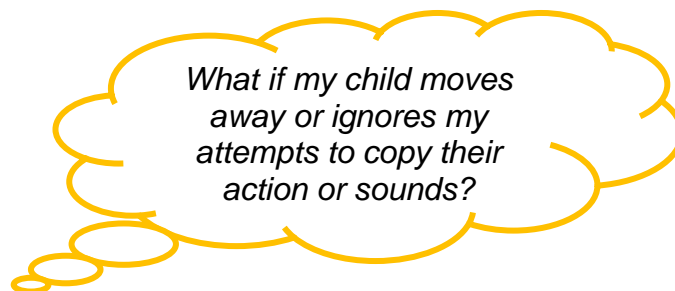 What if my child moves
away or ignores my
attempts to copy their
action or sounds?